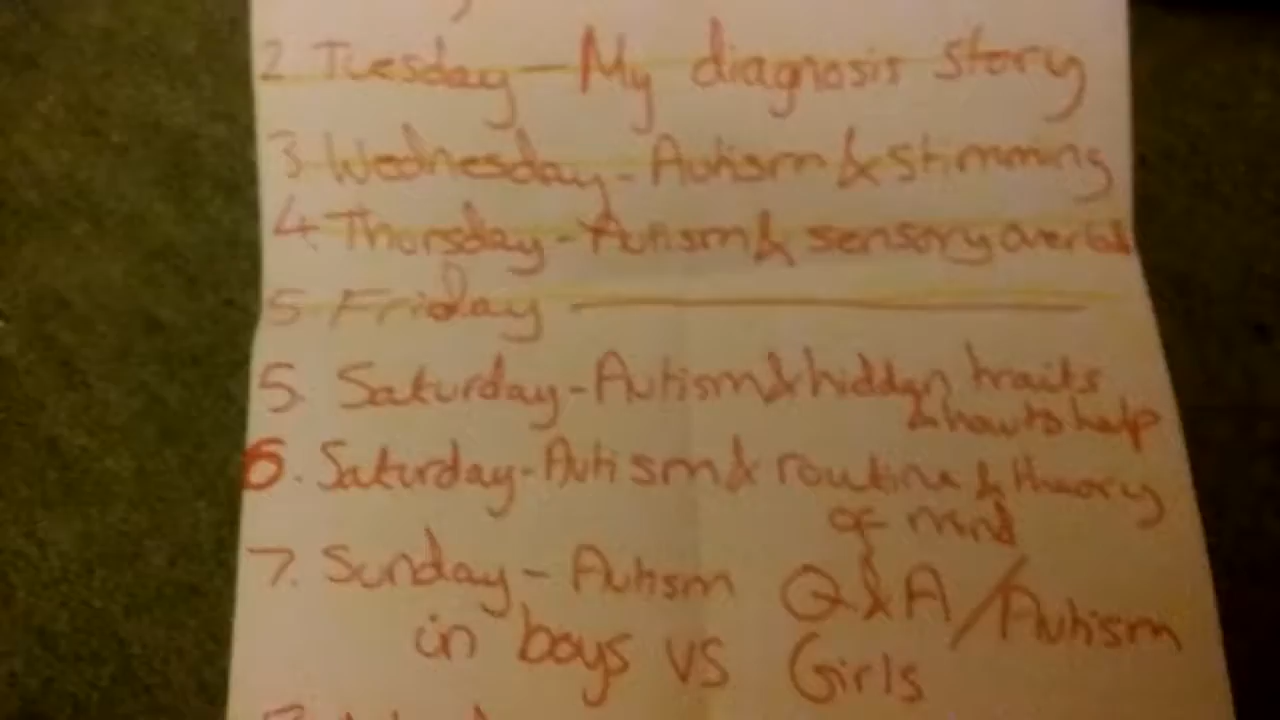 2 Tuesday - My diagnosis story
3 Wednesday - Autism & stimming
4. Thursday - Autism & sensory overload
5 Friday
5. Saturday - Autism & hidden traits
& how to help
6. Saturday - Autism & routine & theory
of mind
7. Sunday - Autism Q&A / Autism
in boys vs Girls